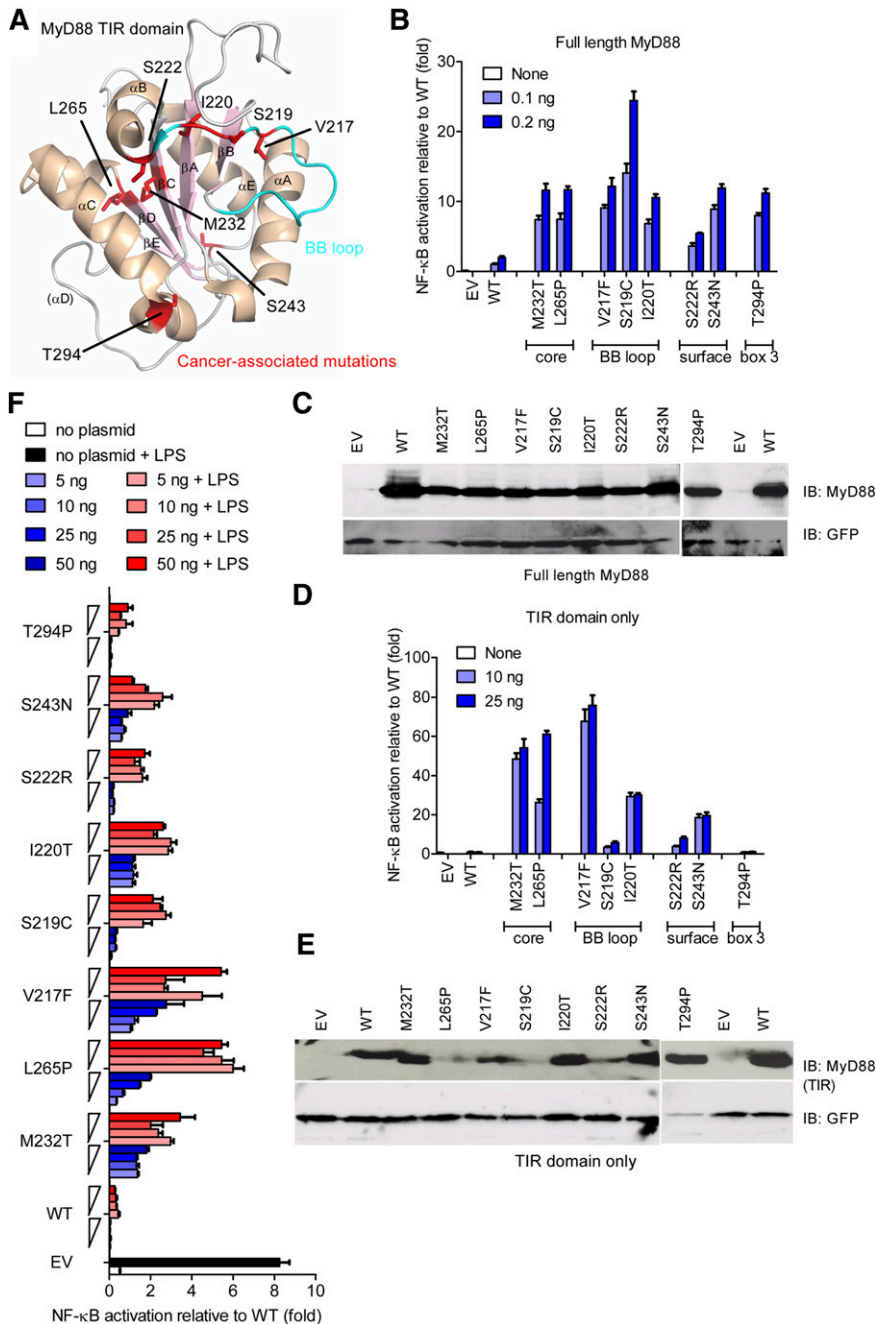 A
MyD88 TIR domain
S222
αB
I220
L265
S219
V217
βB
βA
βC
αE
αA
αC
βD
M232
βE
BB loop
(αD)
S243
T294
Cancer-associated mutations
B
Full length MyD88
NF-κB activation relative to WT (fold)
30
20
10
0
None
0.1 ng
0.2 ng
EV
WT
M232T
L265P
V217F
S219C
I220T
S222R
S243N
T294P
core
BB loop
surface
box 3
C
EV
WT
M232T
L265P
V217F
S219C
I220T
S222R
S243N
T294P
EV
WT
IB: MyD88
IB: GFP
Full length MyD88
D
TIR domain only
NF-κB activation relative to WT (fold)
100
80
60
40
20
0
None
10 ng
25 ng
EV
WT
M232T
L265P
V217F
S219C
I220T
S222R
S243N
T294P
core
BB loop
surface
box 3
E
EV
WT
M232T
L265P
V217F
S219C
I220T
S222R
S243N
T294P
EV
WT
IB: MyD88
(TIR)
IB: GFP
TIR domain only
F
no plasmid
no plasmid + LPS
5 ng
5 ng + LPS
10 ng
10 ng + LPS
25 ng
25 ng + LPS
50 ng
50 ng + LPS
T294P
S243N
S222R
I220T
S219C
V217F
L265P
M232T
WT
EV
0 2 4 6 8 10
NF-κB activation relative to WT (fold)